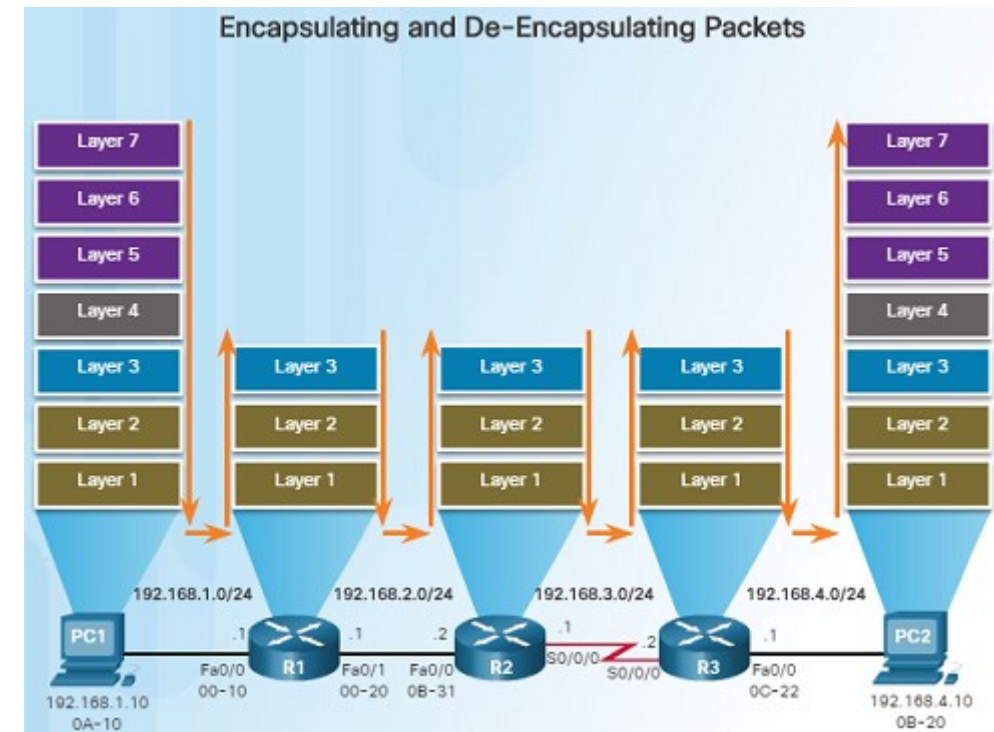 Encapsulating and De-Encapsulating Packets
Layer 7
Layer 6
Layer 5
Layer 4
Layer 3
Layer 2
Layer 1
Layer 3
Layer 2
Layer 1
Layer 3
Layer 2
Layer 1
Layer 3
Layer 2
Layer 1
Layer 7
Layer 6
Layer 5
Layer 4
Layer 3
Layer 2
Layer 1
192.168.1.0/24
192.168.2.0/24
192.168.3.0/24
192.168.4.0/24
PC1
192.168.1.10
0A-10
.1
Fa0/0
00-10
R1
.1
Fa0/1
00-20
.2
Fa0/0
0B-31
R2
.1
S0/0/0
.2
S0/0/0
R3
.1
Fa0/0
0C-22
PC2
192.168.4.10
0B-20